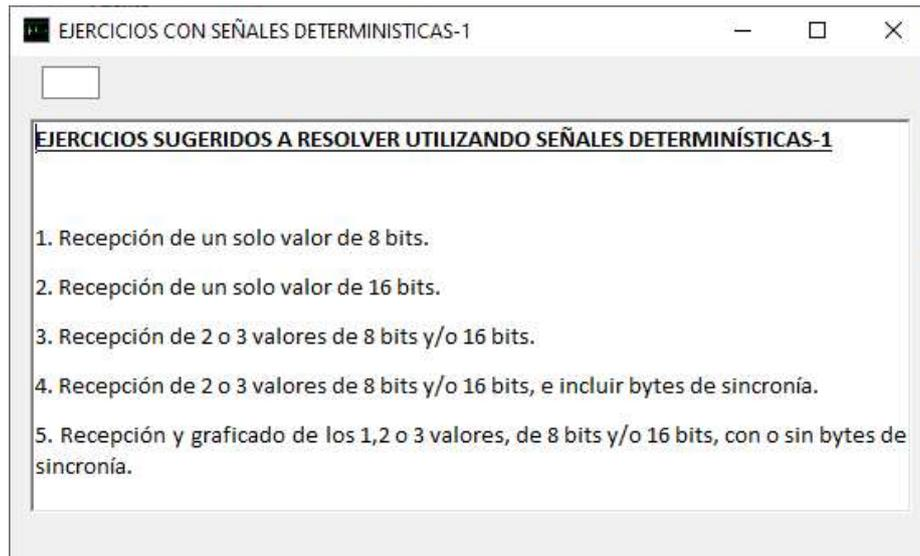 EJERCICIOS CON SEÑALES DETERMINISTICAS-1
EJERCICIOS SUGERIDOS A RESOLVER UTILIZANDO SEÑALES DETERMINÍSTICAS-1
1. Recepción de un solo valor de 8 bits.
2. Recepción de un solo valor de 16 bits.
3. Recepción de 2 o 3 valores de 8 bits y/o 16 bits.
4. Recepción de 2 o 3 valores de 8 bits y/o 16 bits, e incluir bytes de sincronía.
5. Recepción y graficado de los 1,2 o 3 valores, de 8 bits y/o 16 bits, con o sin bytes de
sincronía.